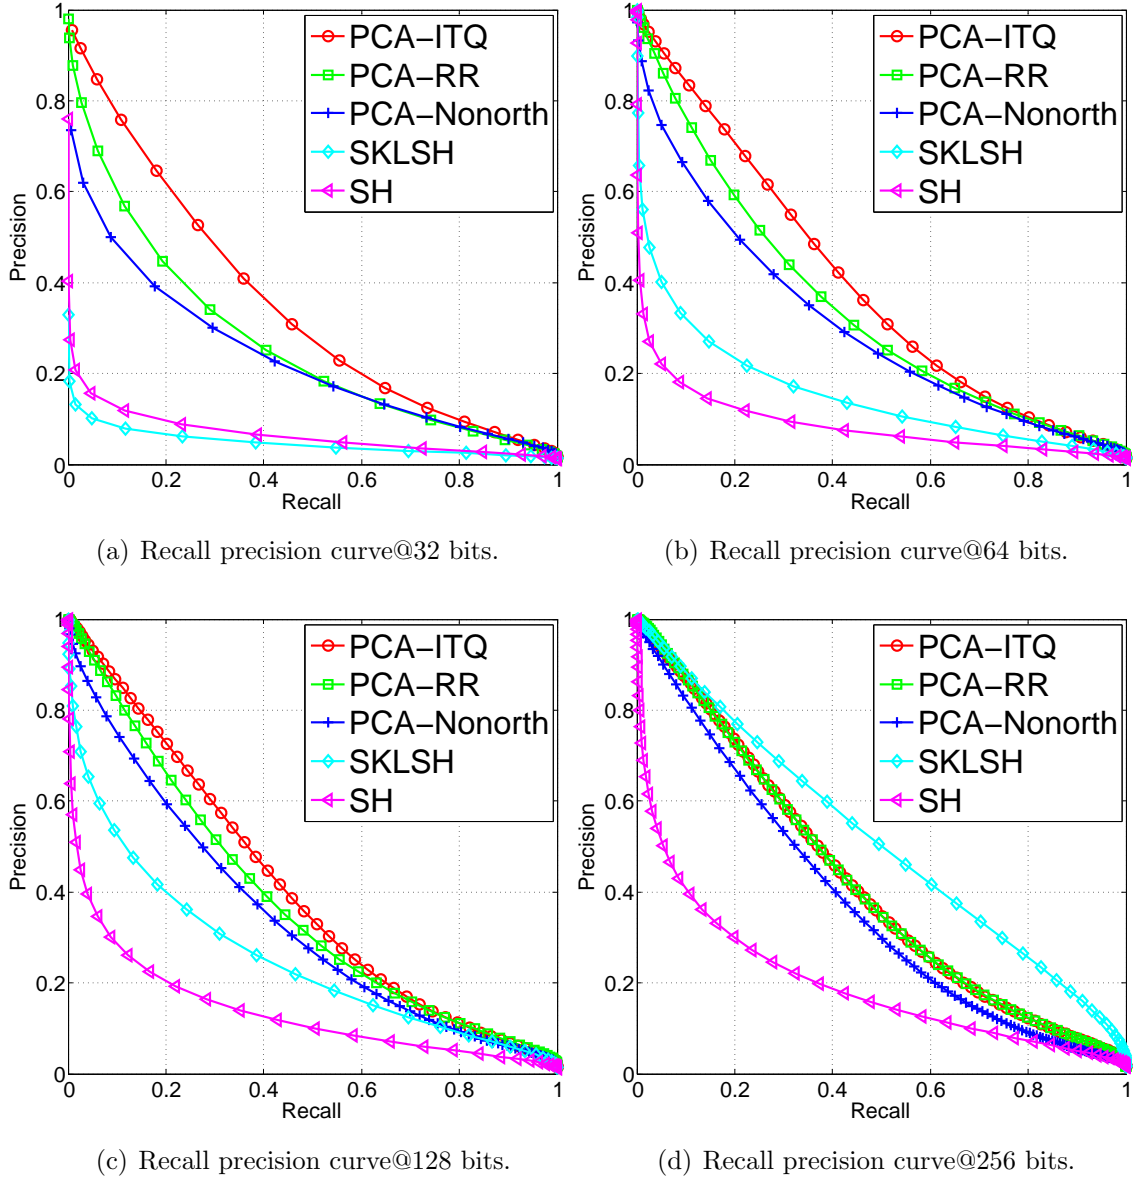 1
0.8
0.6
0.4
0.2
0
0 0.2 0.4 0.6 0.8 1
Precision
Recall
PCA−ITQ
PCA−RR
PCA−Nonorth
SKLSH
SH
(a) Recall precision curve@32 bits.
1
0.8
0.6
0.4
0.2
0
0 0.2 0.4 0.6 0.8 1
Precision
Recall
PCA−ITQ
PCA−RR
PCA−Nonorth
SKLSH
SH
(b) Recall precision curve@64 bits.
1
0.8
0.6
0.4
0.2
0
0 0.2 0.4 0.6 0.8 1
Precision
Recall
PCA−ITQ
PCA−RR
PCA−Nonorth
SKLSH
SH
(c) Recall precision curve@128 bits.
1
0.8
0.6
0.4
0.2
0
0 0.2 0.4 0.6 0.8 1
Precision
Recall
PCA−ITQ
PCA−RR
PCA−Nonorth
SKLSH
SH
(d) Recall precision curve@256 bits.